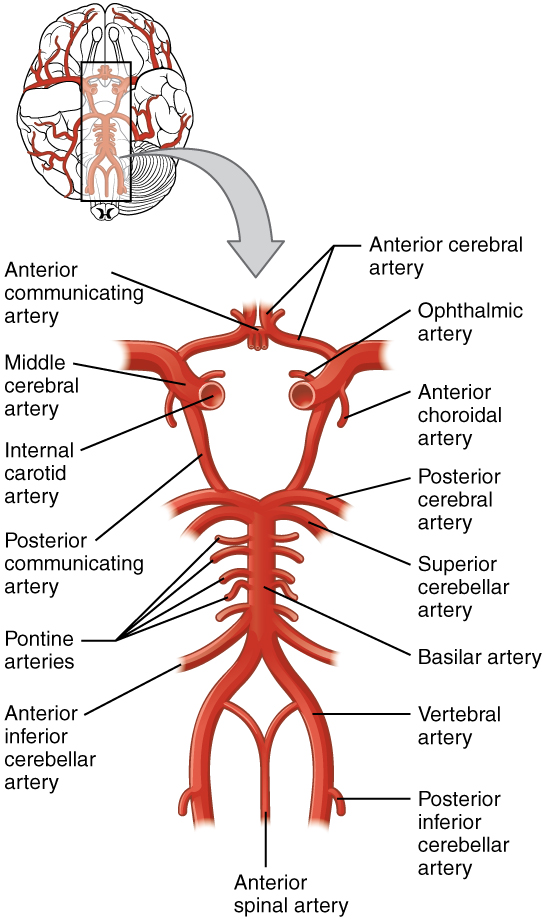 Anterior
communicating
artery
Middle
cerebral
artery
Internal
carotid
artery
Posterior
communicating
artery
Pontine
arteries
Anterior
inferior
cerebellar
artery
Anterior cerebral
artery
Ophthalmic
artery
Anterior
choroidal
artery
Posterior
cerebral
artery
Superior
cerebellar
artery
Basilar artery
Vertebral
artery
Posterior
inferior
cerebellar
artery
Anterior
spinal artery